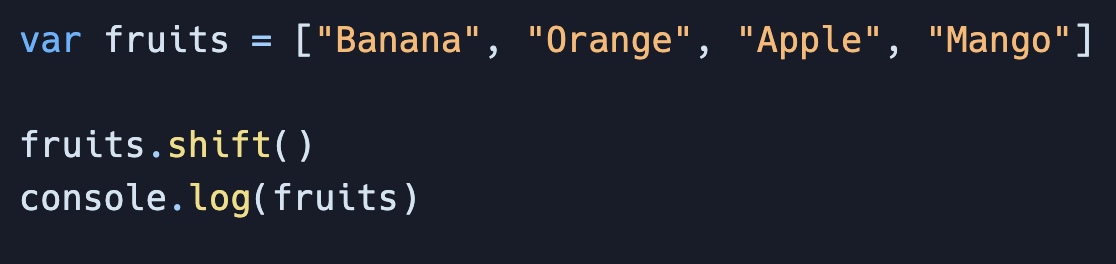 var fruits = ["Banana", "Orange", "Apple", "Mango"]
fruits.shift()
console.log(fruits)